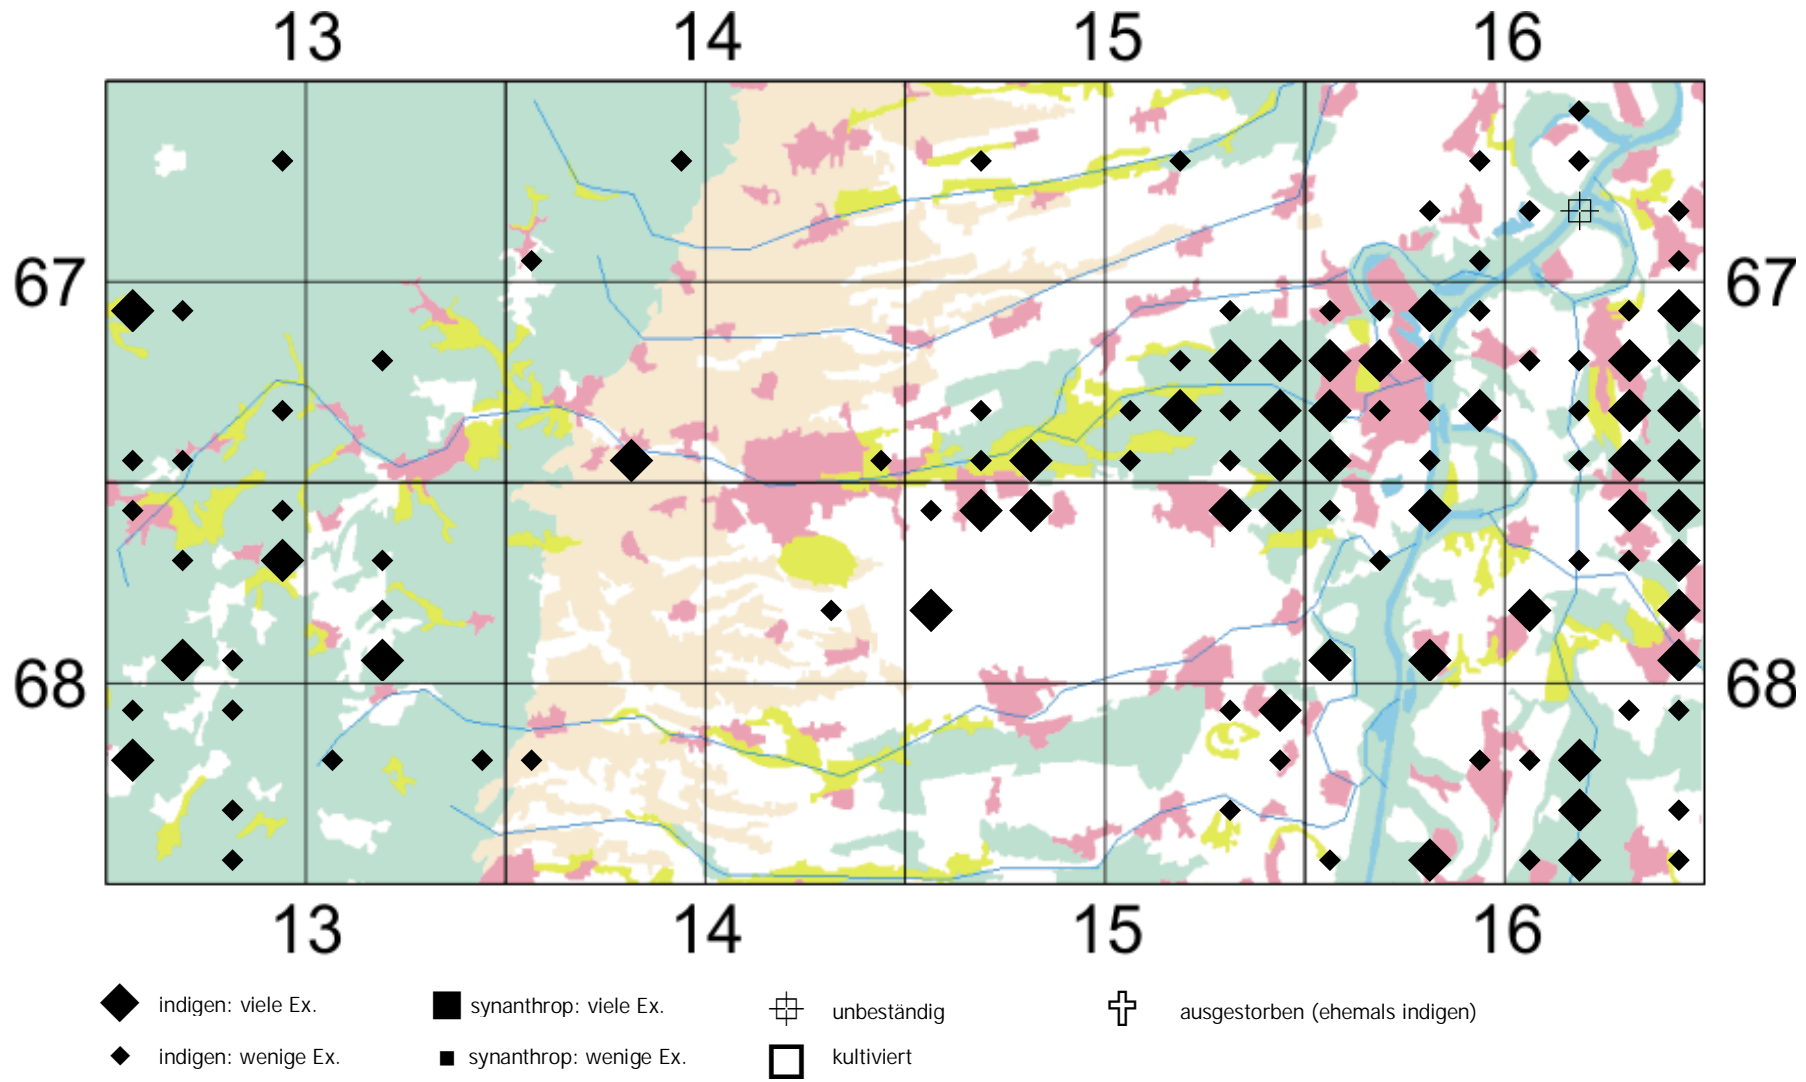 13 14 15 16
67 67
68 68
13 14 15 16
indigen: viele Ex. synanthrop: viele Ex. unbeständig ausgestorben (ehemals indigen)
indigen: wenige Ex. synanthrop: wenige Ex. kultiviert